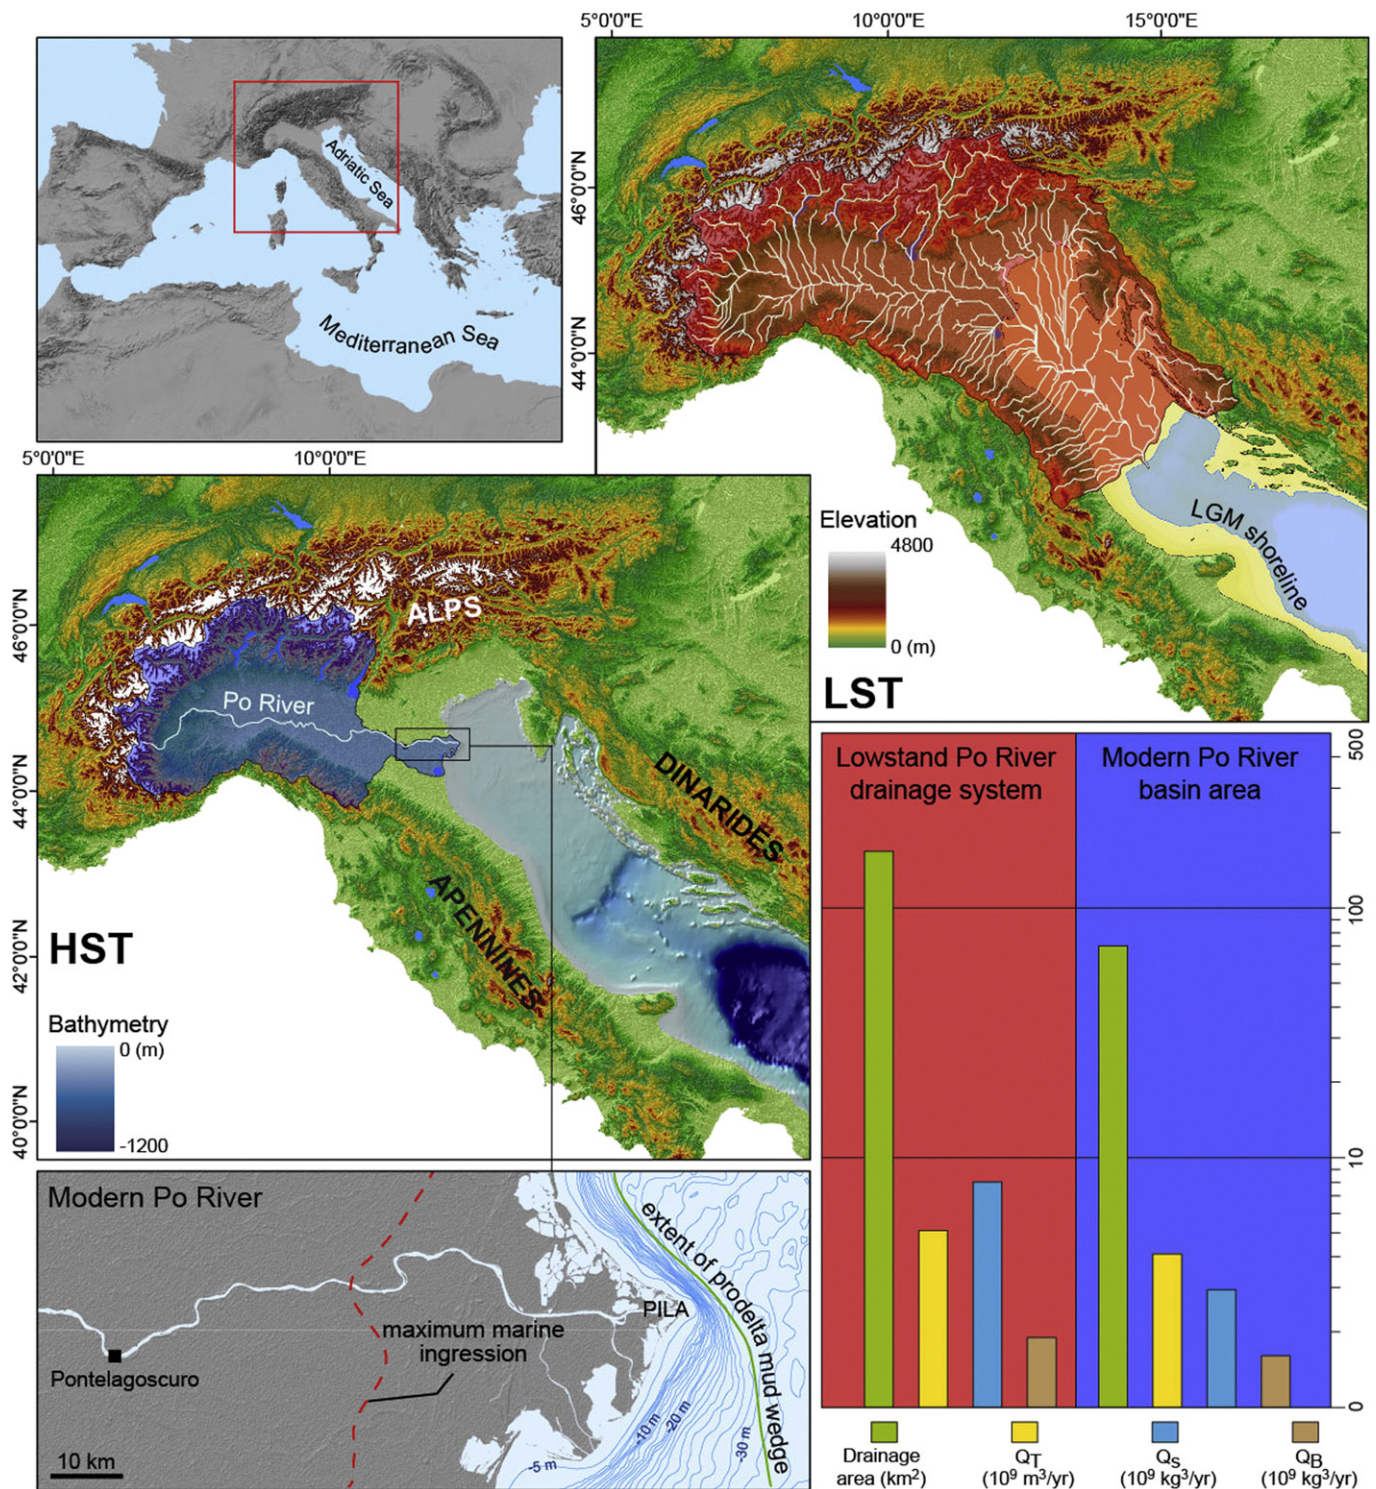 5°0'0"E
10°0'0"E
15°0'0"E
Adriatic Sea
Mediterranean Sea
46°0'0"N
44°0'0"N
LGM shoreline
Elevation
4800
0 (m)
LST
5°0'0"E
10°0'0"E
46°0'0"N
44°0'0"N
42°0'0"N
40°0'0"N
ALPS
Po River
DINARIDES
APENNINES
HST
Bathymetry
0 (m)
-1200
Modern Po River
extent of prodelta mud wedge
PILA
maximum marine
ingression
Pontelagoscuro
10 km
-5 m
-10 m
-20 m
-30 m
Lowstand Po River
drainage system
Modern Po River
basin area
500
100
10
0
Drainage
area (km²)
QT
(10⁹ m³/yr)
Qs
(10⁹ kg³/yr)
QB
(10⁹ kg³/yr)